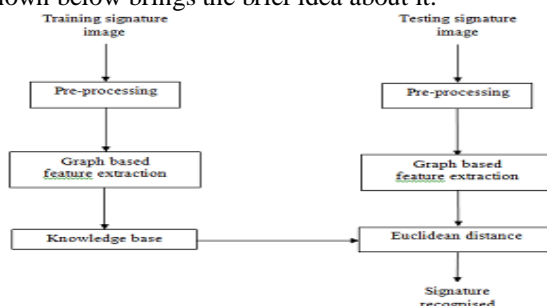 own below brings the brief idea about it.
Training signature
image
Pre-processing
Graph based
feature extraction
Knowledge base
Testing signature
image
Pre-processing
Graph based
feature extraction
Euclidean distance
Signature
recognised